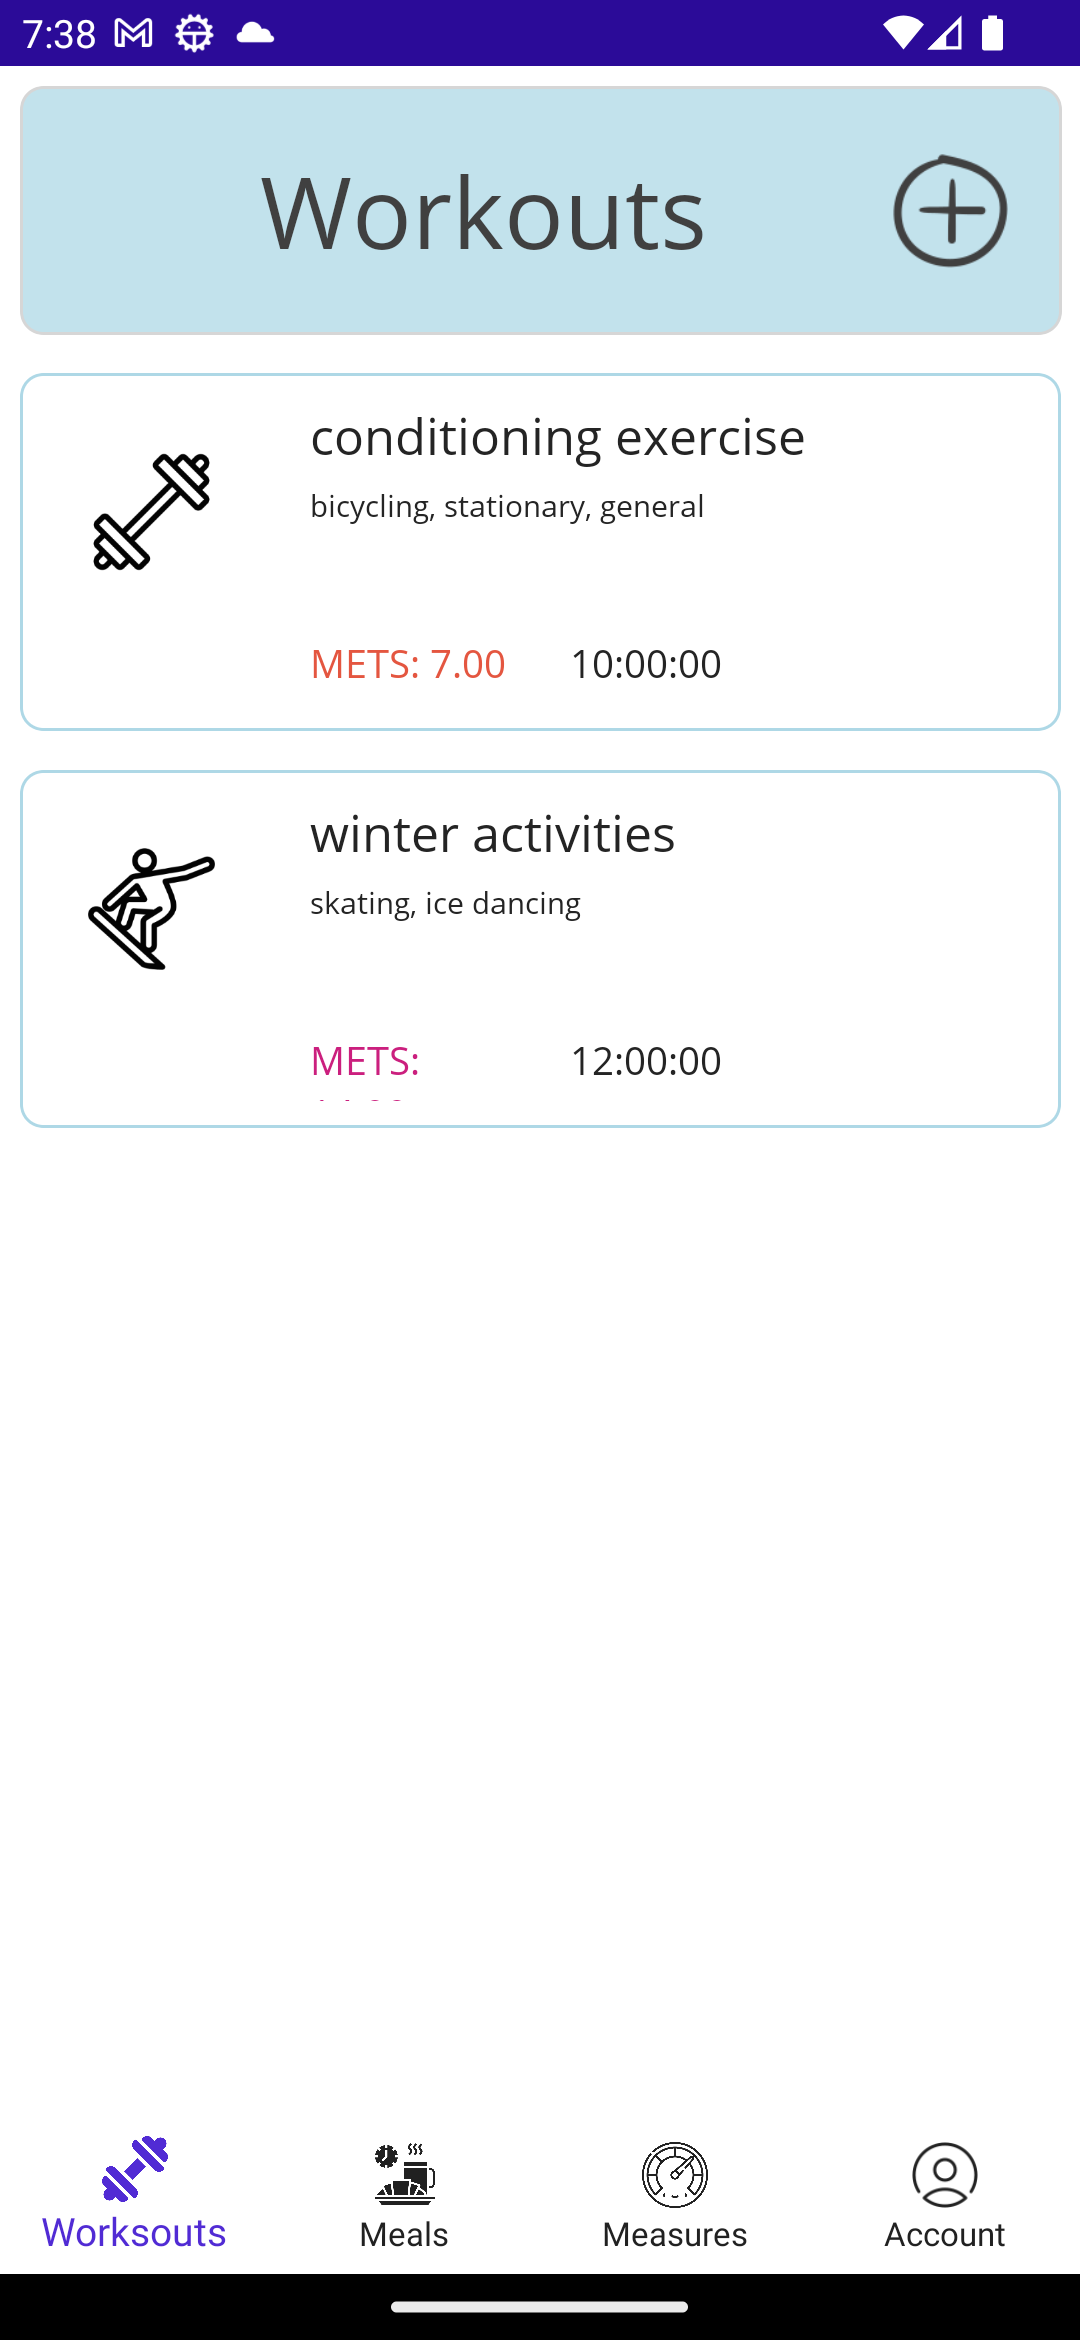 7:38
Workouts
conditioning exercise
bicycling, stationary, general
METS: 7.00 10:00:00
winter activities
skating, ice dancing
METS: 12:00:00
Worksouts Meals Measures Account